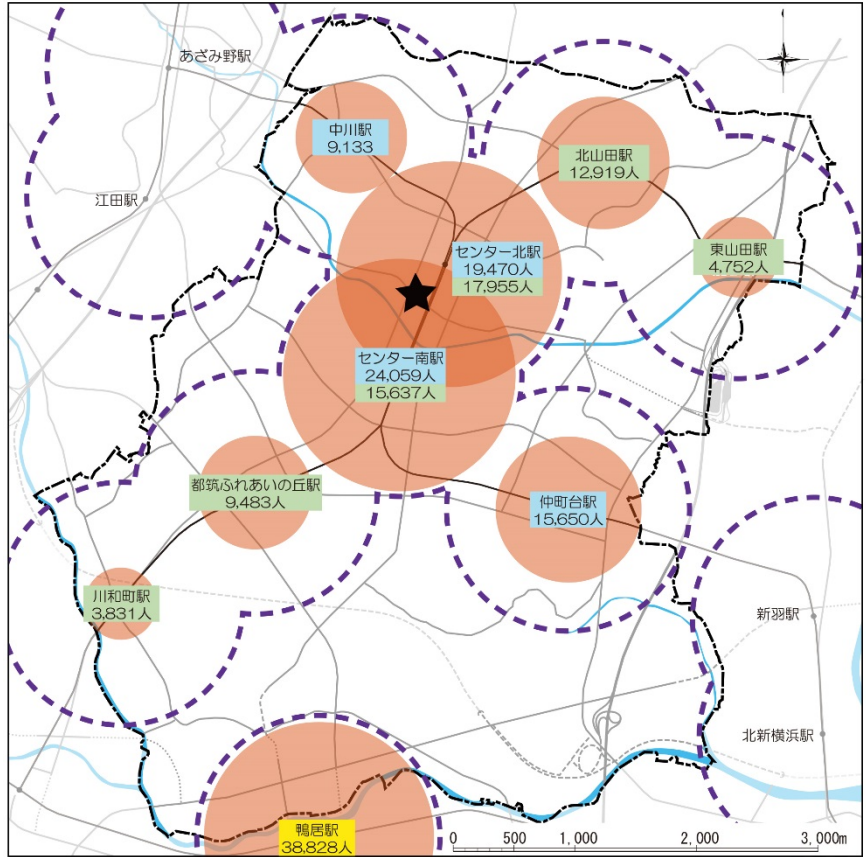 あざみ野駅
中川駅
9,133
北山田駅
12,919人
江田駅
センター北駅
19,470人
17,955人
東山田駅
4,752人
センター南駅
24,059人
15,637人
都筑ふれあいの丘駅
9,483人
仲町台駅
15,650人
川和町駅
3,831人
新羽駅
北新横浜駅
鴨居駅
38,828人
0 500 1,000 2,000 3,000m